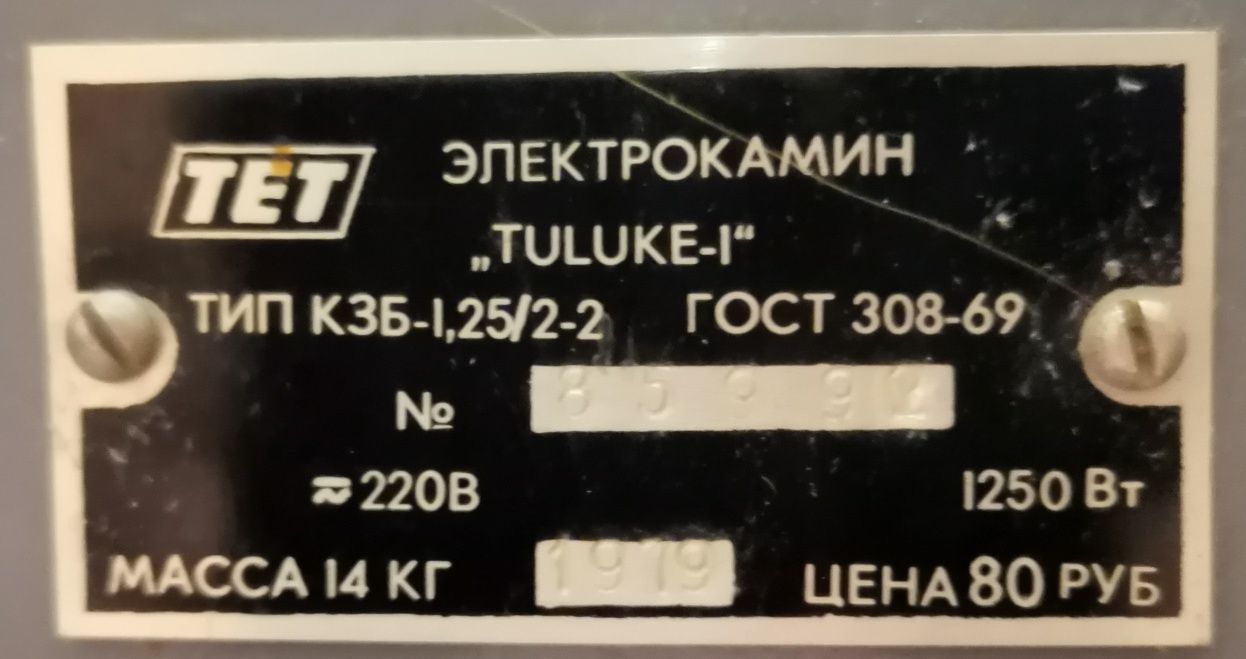 TET ЭЛЕКТРОКАМИН
„TULUKE-I“
ТИП КЗБ-I,25/2-2 ГОСТ 308-69
№ 85992
≂220В I250 Вт
МАССА I4 КГ 1979 ЦЕНА 80 РУБ